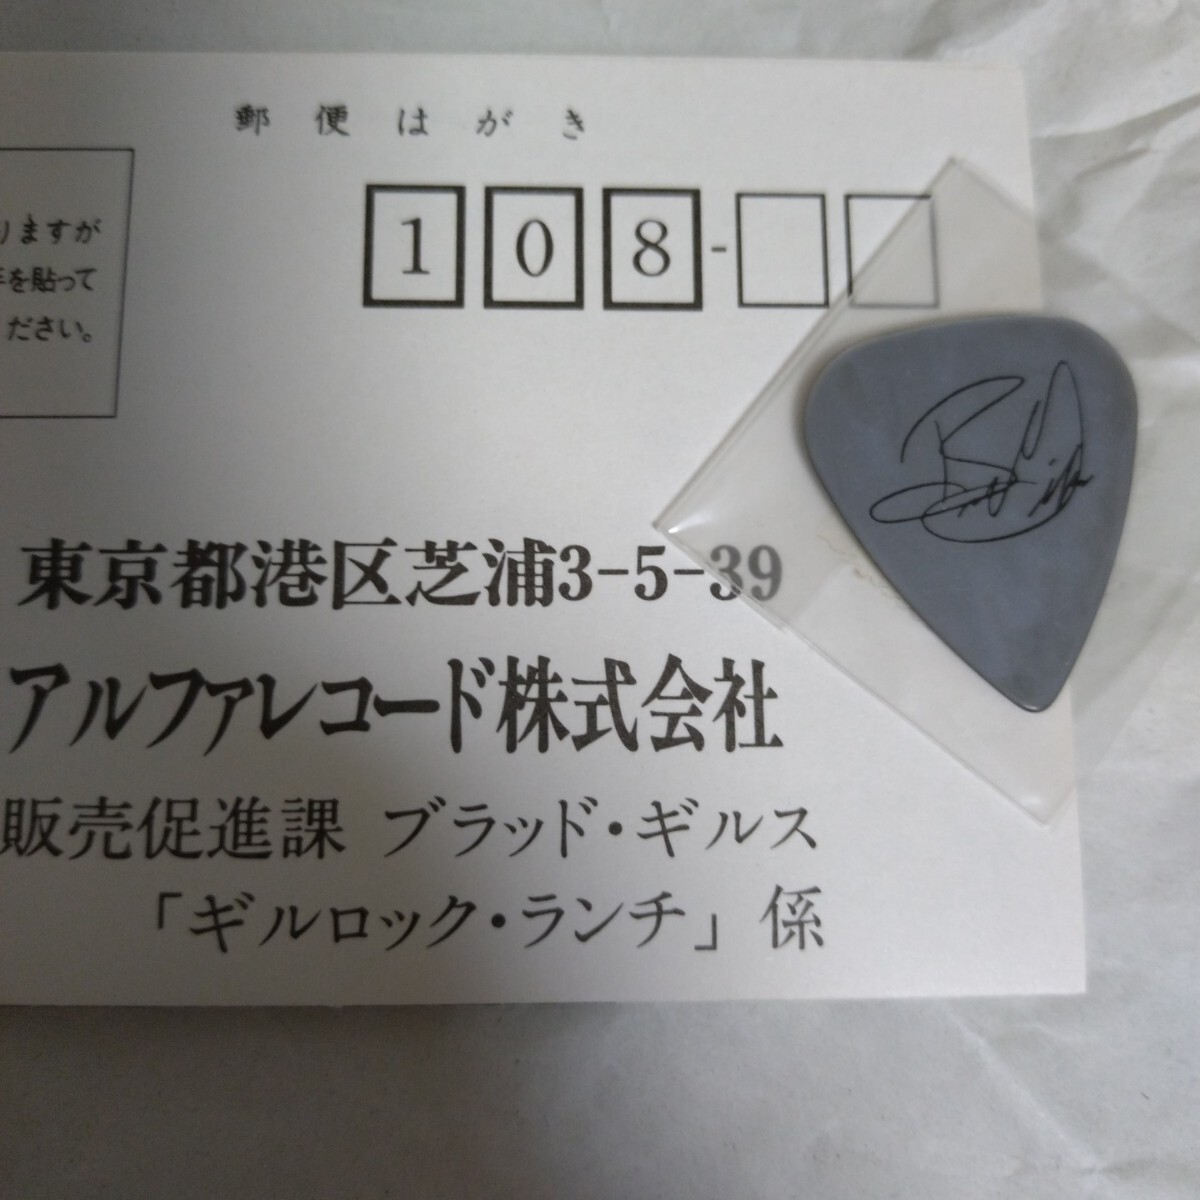 郵便はがき
りますが
を貼って
ださい。
108-
東京都港区芝浦3-5-39
アルファレコード株式会社
販売促進課 ブラッド・ギルス
「ギルロック・ランチ」係